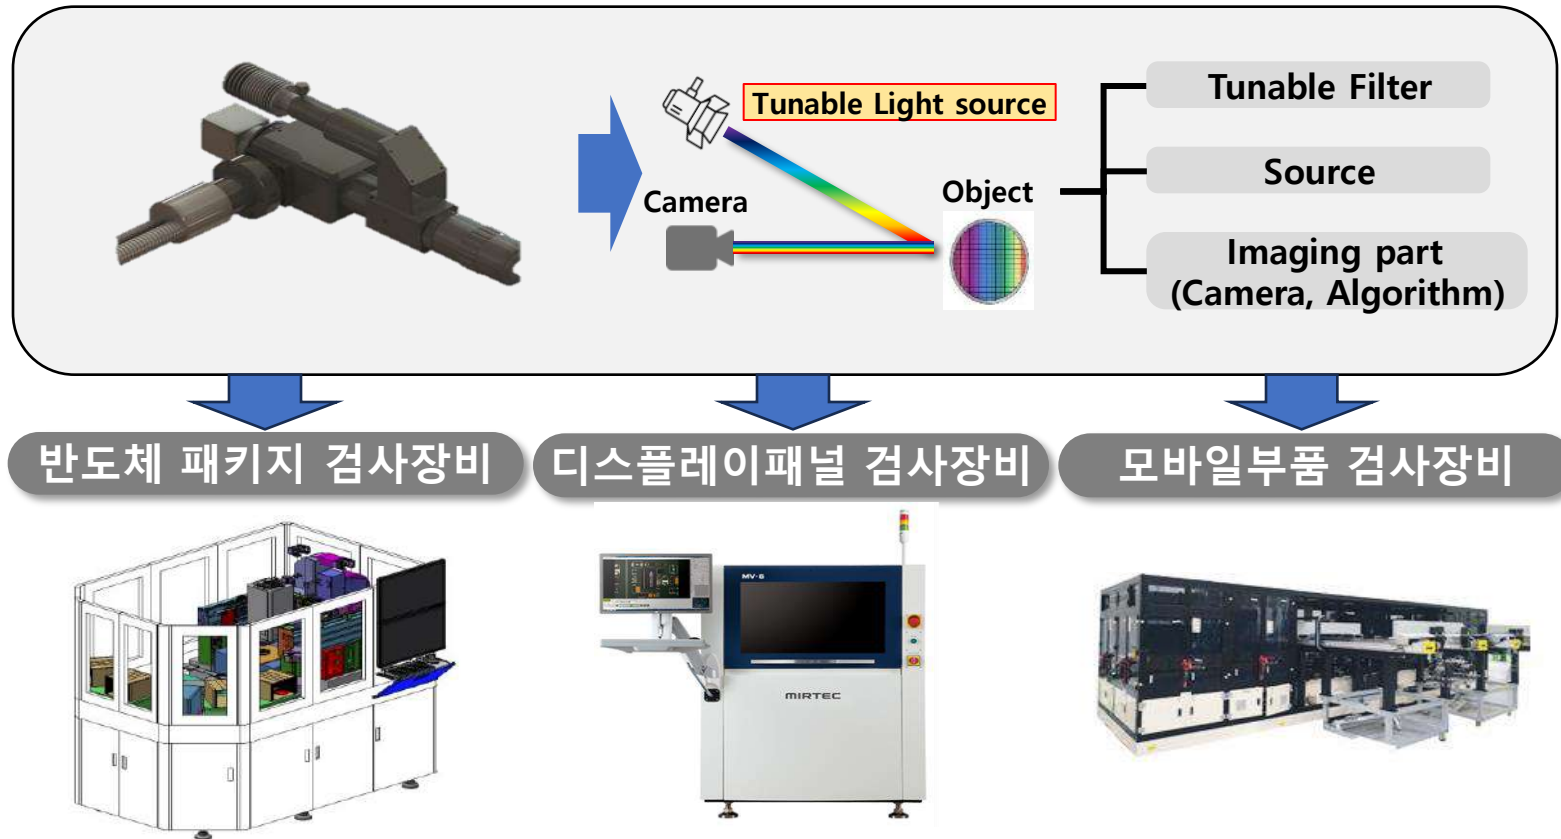 Tunable Light source
Camera
Object
Tunable Filter
Source
Imaging part
(Camera, Algorithm)
반도체 패키지 검사장비
디스플레이패널 검사장비
모바일부품 검사장비
MV-6
MIRTEC